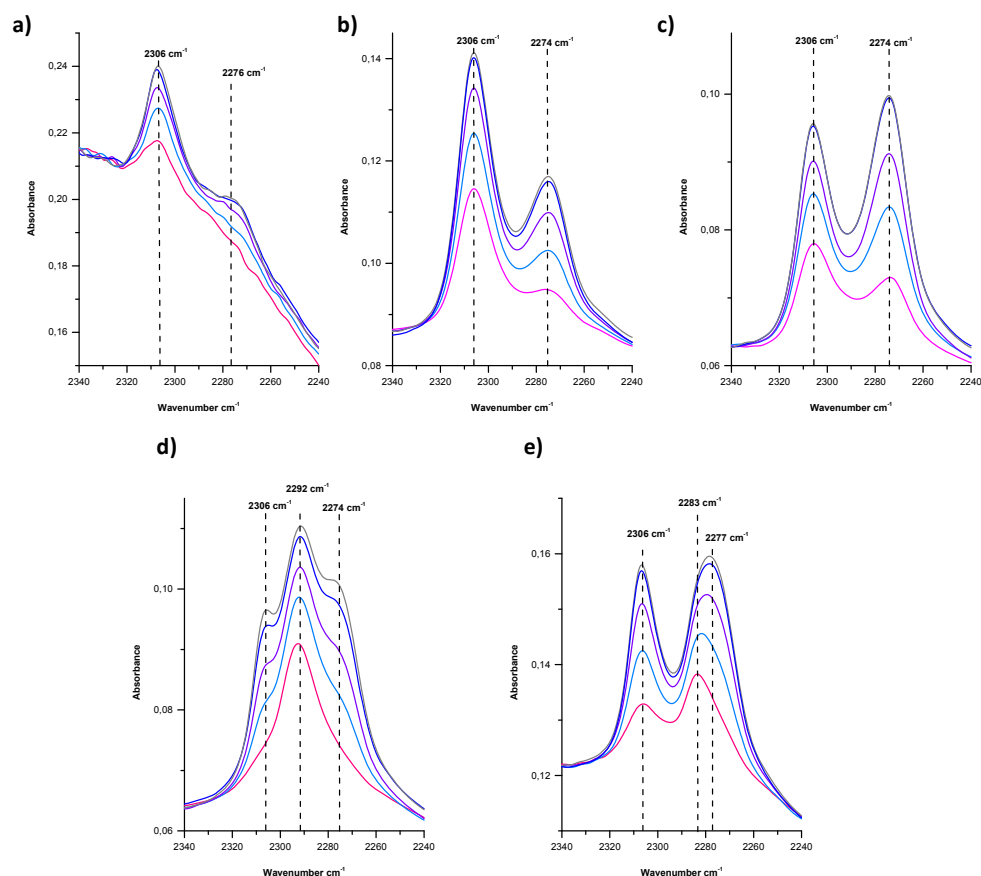 a)
2306 cm⁻¹
2276 cm⁻¹
0,24
0,22
0,20
0,18
0,16
Absorbance
2340 2320 2300 2280 2260 2240
Wavenumber cm⁻¹
b)
2306 cm⁻¹
2274 cm⁻¹
0,14
0,12
0,10
0,08
Absorbance
2340 2320 2300 2280 2260 2240
Wavenumber cm⁻¹
c)
2306 cm⁻¹
2274 cm⁻¹
0,10
0,08
0,06
Absorbance
2340 2320 2300 2280 2260 2240
Wavenumber cm⁻¹
d)
2292 cm⁻¹
2306 cm⁻¹
2274 cm⁻¹
0,10
0,08
0,06
Absorbance
2340 2320 2300 2280 2260 2240
Wavenumber cm⁻¹
e)
2283 cm⁻¹
2306 cm⁻¹
2277 cm⁻¹
0,16
0,14
0,12
Absorbance
2340 2320 2300 2280 2260 2240
Wavenumber cm⁻¹